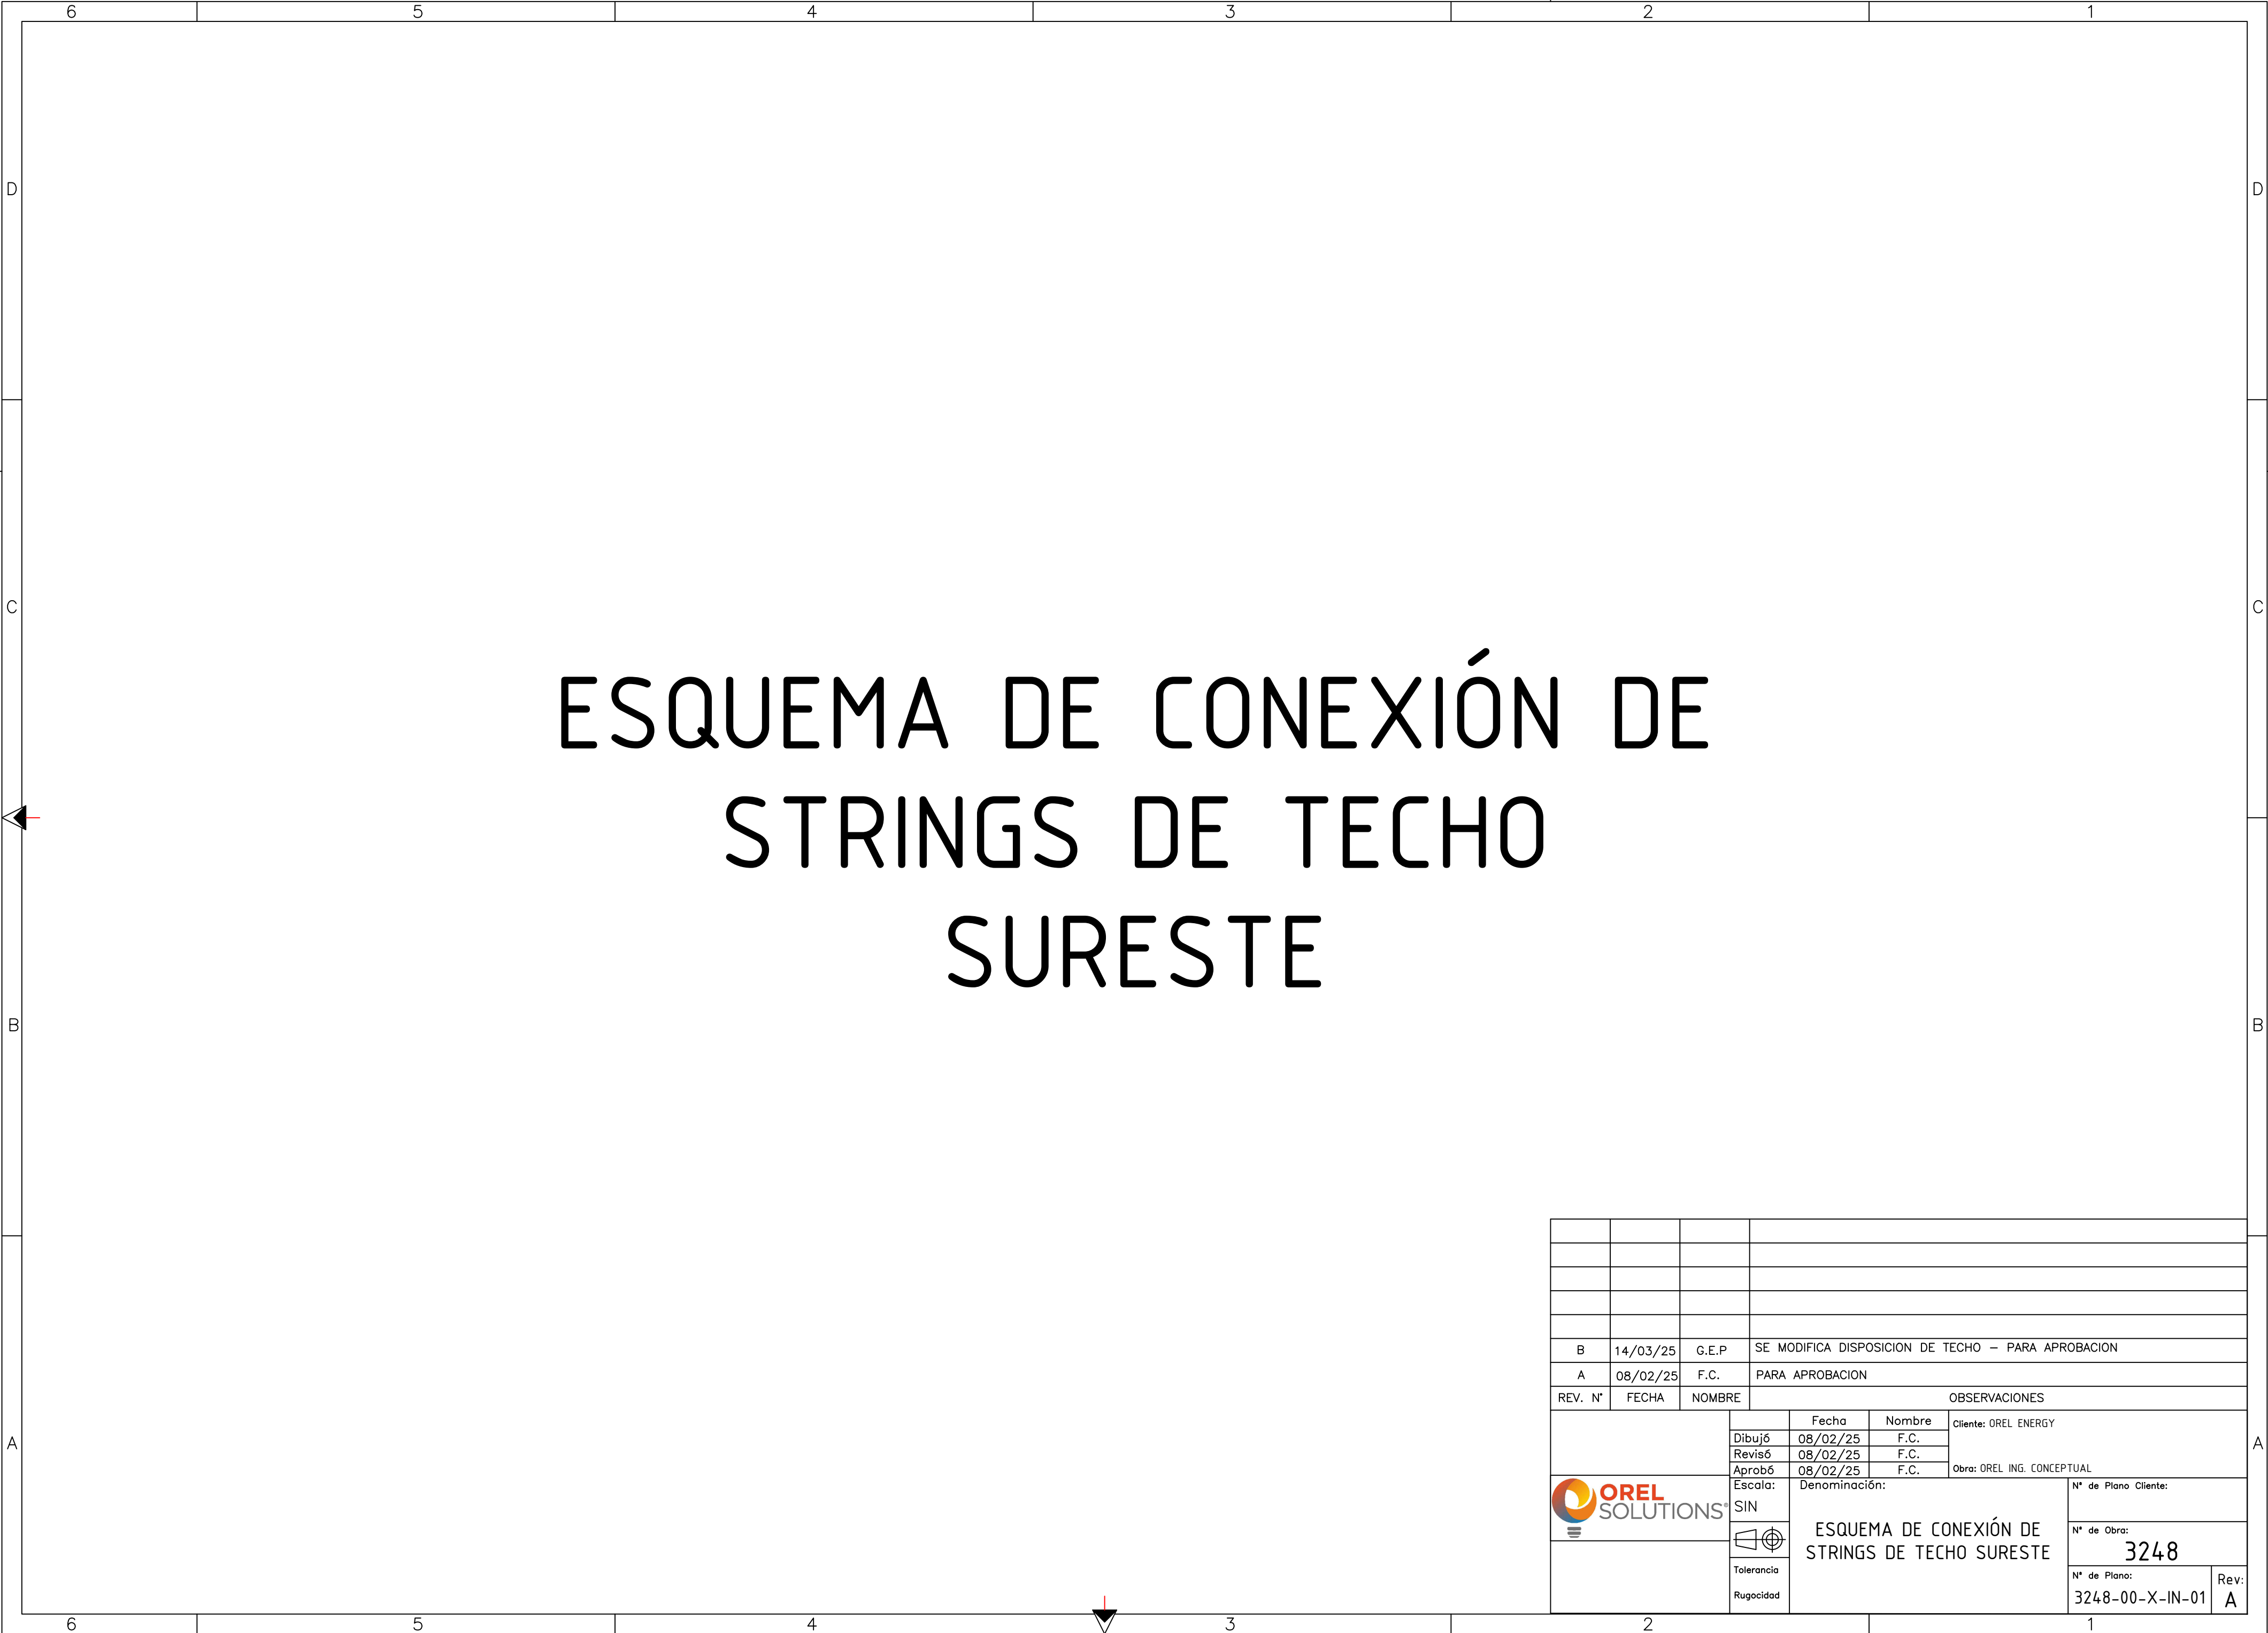 6 5 4 3 2 1
D D
C C
ESQUEMA DE CONEXIÓN DE
STRINGS DE TECHO
SURESTE
B B
B 14/03/25 G.E.P SE MODIFICA DISPOSICION DE TECHO – PARA APROBACION
A 08/02/25 F.C. PARA APROBACION
REV. N° FECHA NOMBRE OBSERVACIONES
A A
Fecha Nombre
Dibujó 08/02/25 F.C.
Revisó 08/02/25 F.C.
Aprobó 08/02/25 F.C.
Cliente: OREL ENERGY
Obra: OREL ING. CONCEPTUAL
OREL
SOLUTIONS®
Escala:
SIN
Tolerancia
Rugocidad
Denominación:
ESQUEMA DE CONEXIÓN DE
STRINGS DE TECHO SURESTE
N° de Plano Cliente:
N° de Obra:
3248
N° de Plano:
3248-00-X-IN-01
Rev:
A
6 5 4 3 2 1